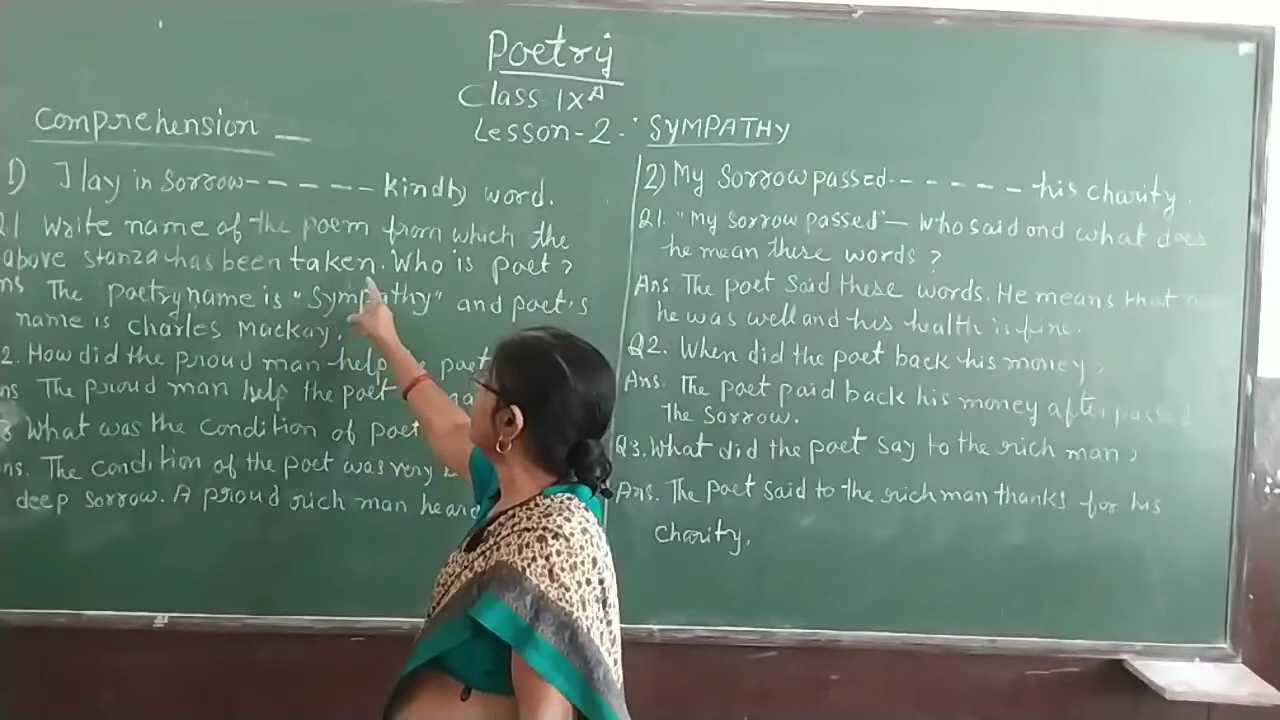 Poetry
Class IX A
Lesson-2- SYMPATHY
Comprehension —
1) I lay in sorrow------ kindly word.
Q.1 Write name of the poem from which the
above stanza has been taken. Who is poet?
ns The poetry name is "Sympathy" and poet's
name is Charles Mackay.
2. How did the proud man help poet
ns The proud man help the poet
3 What was the condition of poet
ns. The condition of the poet was very
deep sorrow. A proud rich man heard
2) My Sorrow passed------- his charity.
Q1. "My sorrow passed" — Who said and what does
he mean these words?
Ans. The poet said these words. He means that
he was well and his health is fine.
Q2. When did the poet back his money?
Ans. The poet paid back his money after passed
the sorrow.
Q3. What did the poet say to the rich man?
Ans. The poet said to the rich man thanks for his
charity.